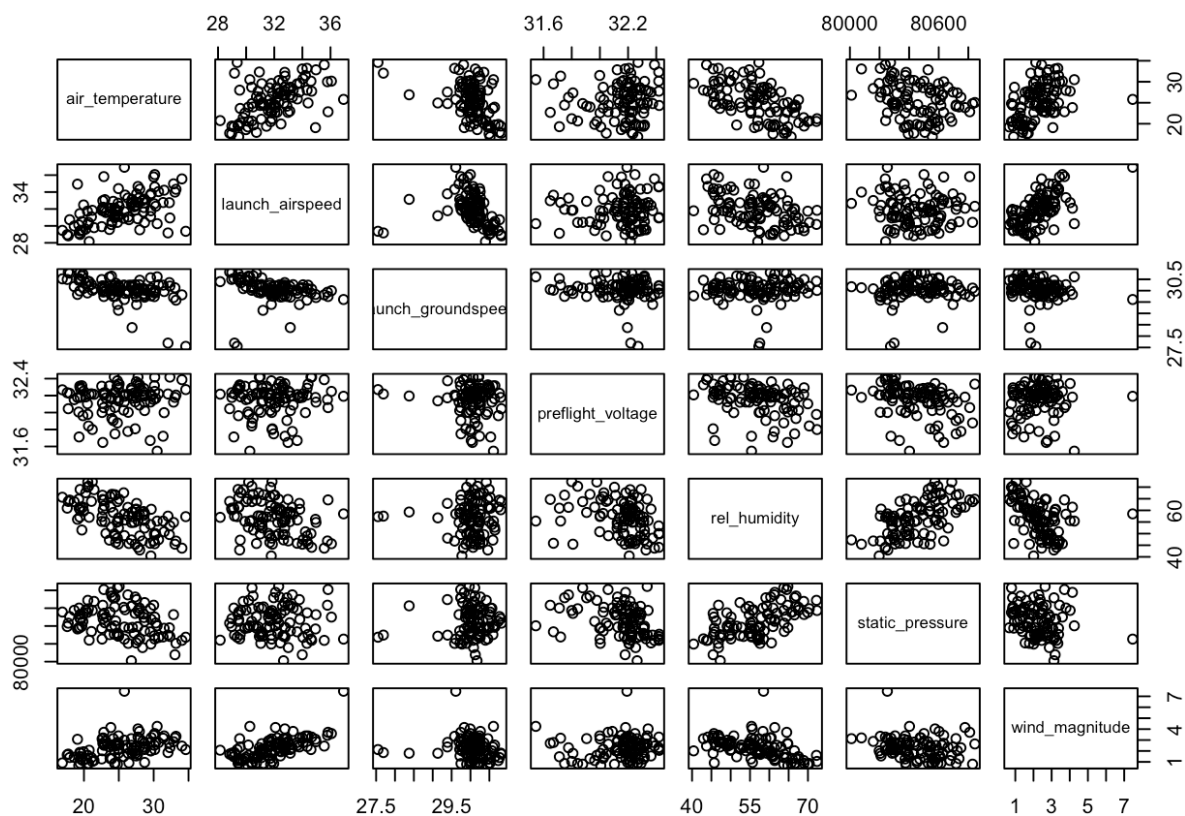 28 32 36 31.6 32.2 80000 80600
air_temperature
30
20
34
28
launch_airspeed
unch_groundspee
30.5
27.5
32.4
31.6
preflight_voltage
rel_humidity
60
40
80000
static_pressure
wind_magnitude
7
4
1
20 30 27.5 29.5 40 55 70 1 3 5 7